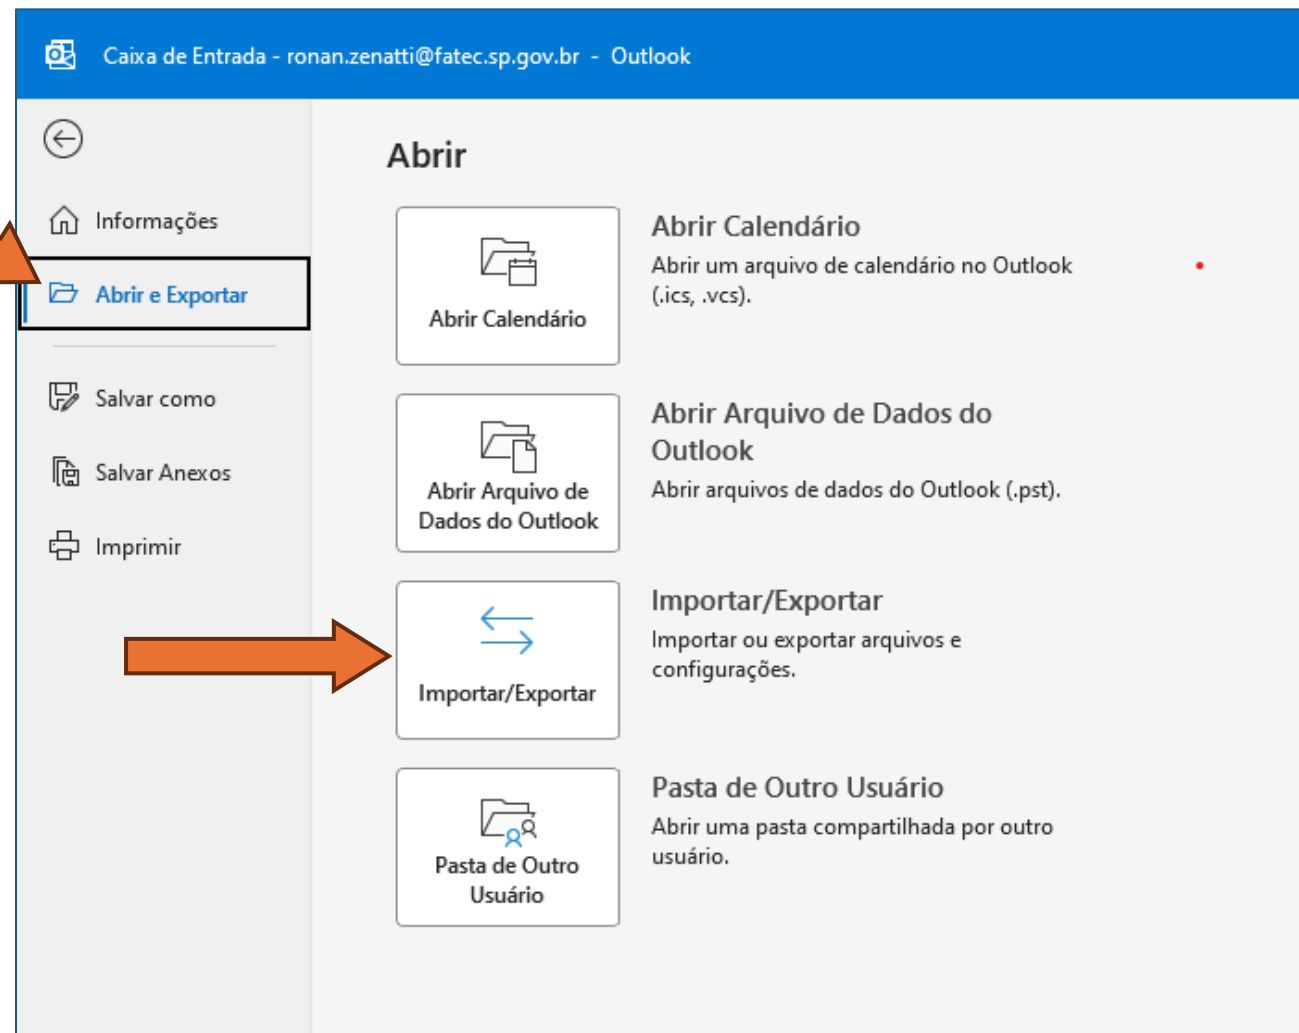 Caixa de Entrada - ronan.zenatti@fatec.sp.gov.br - Outlook
Informações
Abrir e Exportar
Salvar como
Salvar Anexos
Imprimir
Abrir
Abrir Calendário
Abrir Calendário
Abrir um arquivo de calendário no Outlook
(.ics, .vcs).
Abrir Arquivo de
Dados do Outlook
Abrir Arquivo de Dados do
Outlook
Abrir arquivos de dados do Outlook (.pst).
Importar/Exportar
Importar/Exportar
Importar ou exportar arquivos e
configurações.
Pasta de Outro
Usuário
Pasta de Outro Usuário
Abrir uma pasta compartilhada por outro
usuário.